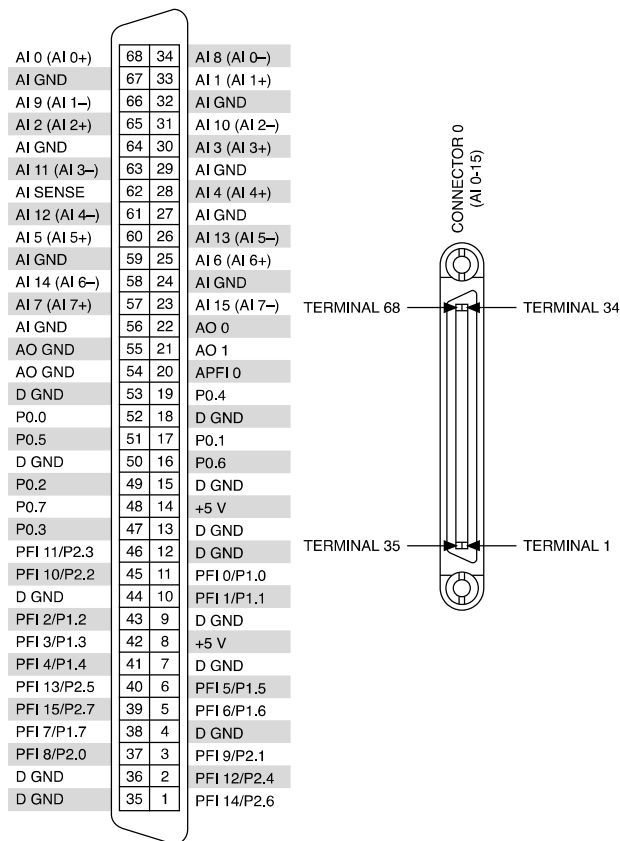 AI 0 (AI 0+) 68 34 AI 8 (AI 0–)
AI GND 67 33 AI 1 (AI 1+)
AI 9 (AI 1–) 66 32 AI GND
AI 2 (AI 2+) 65 31 AI 10 (AI 2–)
AI GND 64 30 AI 3 (AI 3+)
AI 11 (AI 3–) 63 29 AI GND
AI SENSE 62 28 AI 4 (AI 4+)
AI 12 (AI 4–) 61 27 AI GND
AI 5 (AI 5+) 60 26 AI 13 (AI 5–)
AI GND 59 25 AI 6 (AI 6+)
AI 14 (AI 6–) 58 24 AI GND
AI 7 (AI 7+) 57 23 AI 15 (AI 7–)
AI GND 56 22 AO 0
AO GND 55 21 AO 1
AO GND 54 20 APFI 0
D GND 53 19 P0.4
P0.0 52 18 D GND
P0.5 51 17 P0.1
D GND 50 16 P0.6
P0.2 49 15 D GND
P0.7 48 14 +5 V
P0.3 47 13 D GND
PFI 11/P2.3 46 12 D GND
PFI 10/P2.2 45 11 PFI 0/P1.0
D GND 44 10 PFI 1/P1.1
PFI 2/P1.2 43 9 D GND
PFI 3/P1.3 42 8 +5 V
PFI 4/P1.4 41 7 D GND
PFI 13/P2.5 40 6 PFI 5/P1.5
PFI 15/P2.7 39 5 PFI 6/P1.6
PFI 7/P1.7 38 4 D GND
PFI 8/P2.0 37 3 PFI 9/P2.1
D GND 36 2 PFI 12/P2.4
D GND 35 1 PFI 14/P2.6
CONNECTOR 0
(AI 0-15)
TERMINAL 68 TERMINAL 34
TERMINAL 35 TERMINAL 1